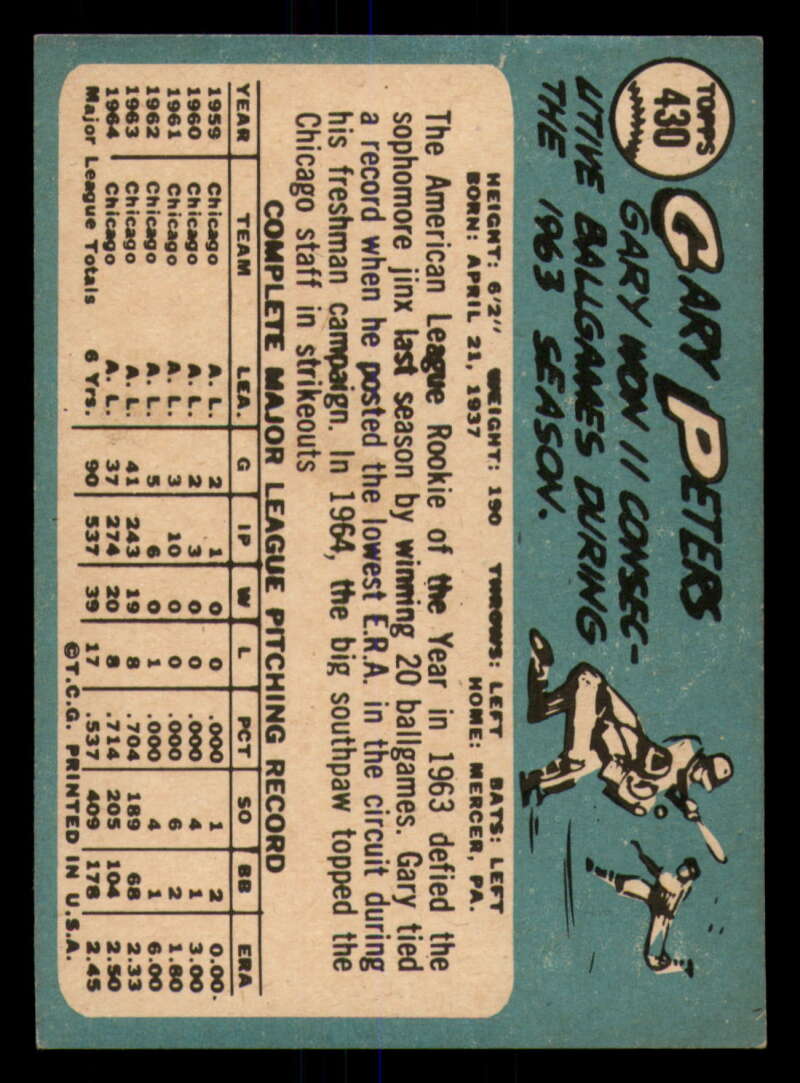 TOPPS
430
GARY PETERS
GARY WON 11 CONSEC-
UTIVE BALLGAMES DURING
THE 1963 SEASON.
HEIGHT: 6'2" WEIGHT: 190 THROWS: LEFT BATS: LEFT
BORN: APRIL 21, 1937 HOME: MERCER, PA.
The American League Rookie of the Year in 1963 defied the
sophomore jinx last season by winning 20 ballgames. Gary tied
a record when he posted the lowest E.R.A. in the circuit during
his freshman campaign. In 1964, the big southpaw topped the
Chicago staff in strikeouts
COMPLETE MAJOR LEAGUE PITCHING RECORD
YEAR TEAM LEA. G IP W L PCT SO BB ERA
1959 Chicago A. L. 2 1 0 0 .000 1 2 0.00.
1960 Chicago A. L. 2 3 0 0 .000 4 1 3.00
1961 Chicago A. L. 3 10 0 0 .000 6 2 1.80
1962 Chicago A. L. 5 6 0 1 .000 4 1 6.00
1963 Chicago A. L. 41 243 19 8 .704 189 68 2.33
1964 Chicago A. L. 37 274 20 8 .714 205 104 2.50
Major League Totals 6 Yrs. 90 537 39 17 .537 409 178 2.45
©T.C.G. PRINTED IN U.S.A.